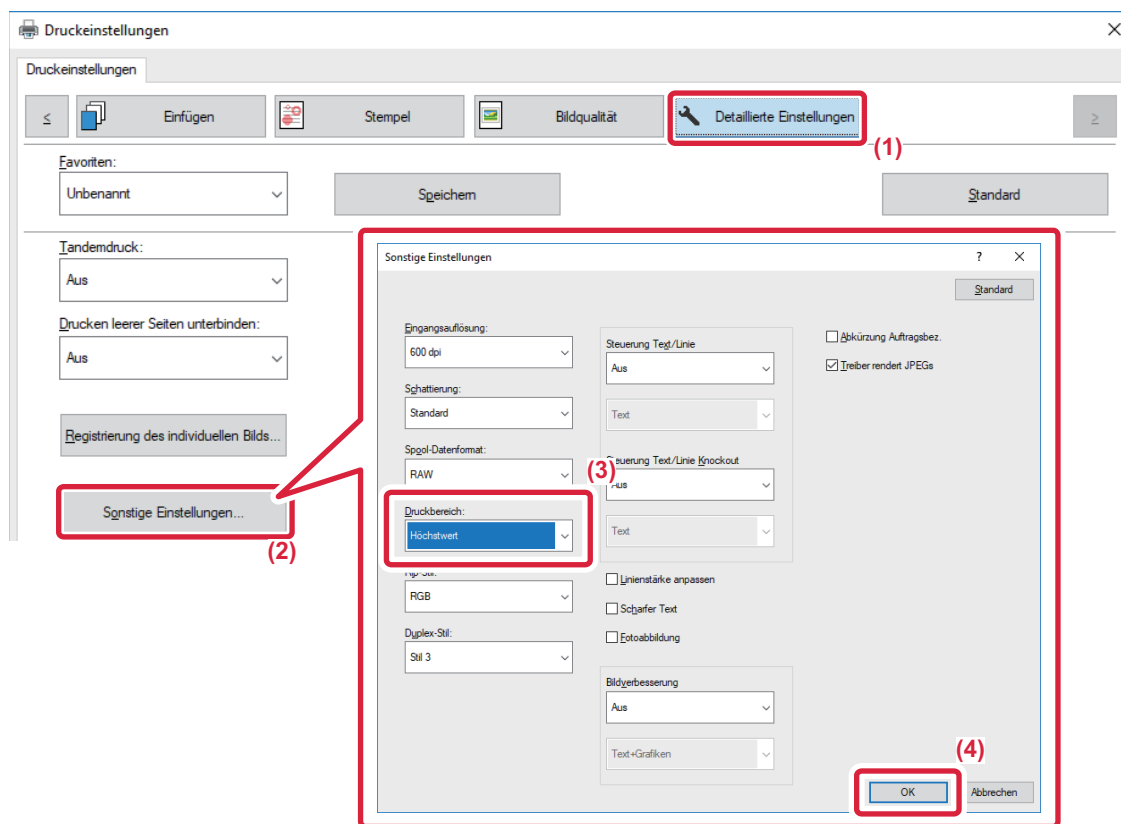 Druckeinstellungen
Druckeinstellungen
<
Einfügen
Stempel
Bildqualität
Detaillierte Einstellungen
>
(1)
Favoriten:
Unbenannt
Speichern
Standard
Tandemdruck:
Aus
Drucken leerer Seiten unterbinden:
Aus
Registrierung des individuellen Bilds...
Sonstige Einstellungen...
(2)
Sonstige Einstellungen
?
Standard
Eingangsauflösung:
600 dpi
Schattierung:
Standard
Spool-Datenformat:
RAW
(3)
Druckbereich:
Höchstwert
Rip-Stil:
RGB
Duplex-Stil:
Stil 3
Steuerung Text/Linie
Aus
Text
Steuerung Text/Linie Knockout
Aus
Text
Linienstärke anpassen
Scharfer Text
Fotoabbildung
Bildverbesserung
Aus
Text+Grafiken
Abkürzung Auftragsbez.
Treiber rendert JPEGs
(4)
OK
Abbrechen